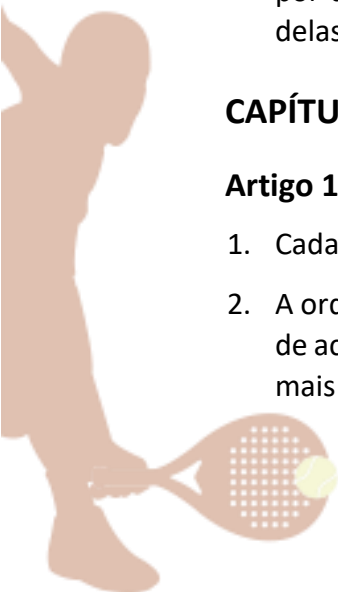 delas
CAPÍTU
Artigo 1
1. Cada
2. A ord
de ac
mais